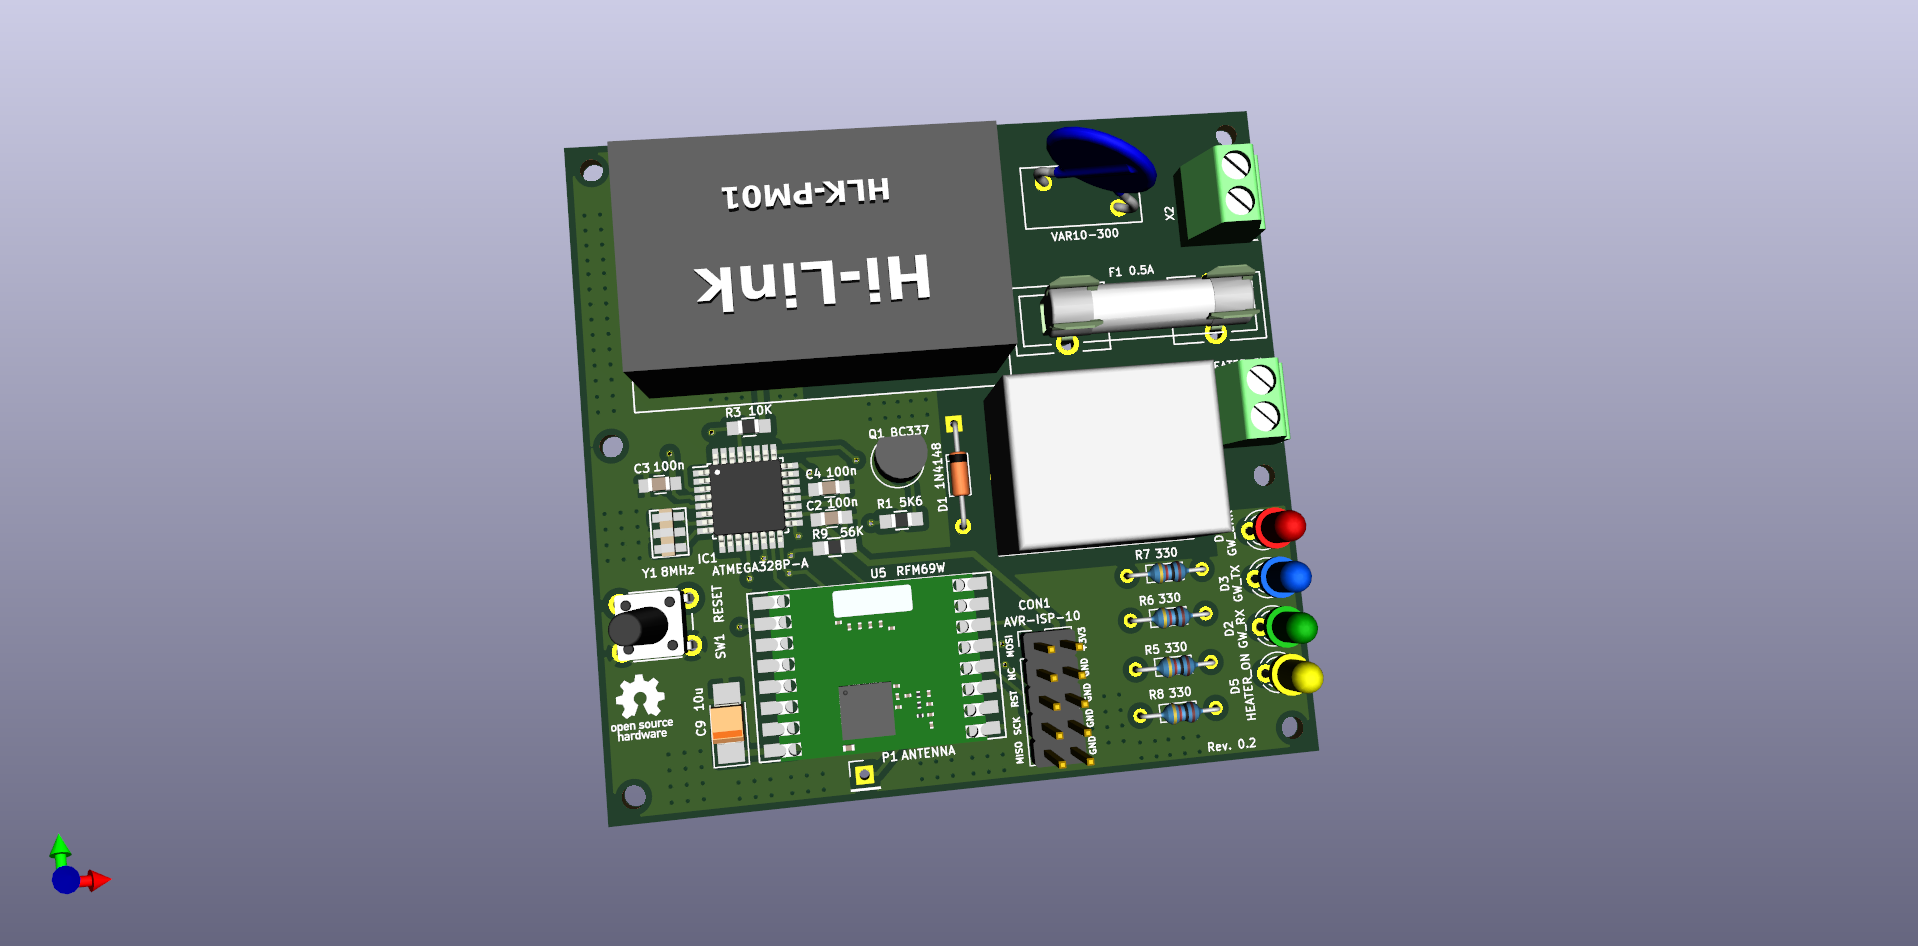 HLK-PM01
Hi-Link
VAR10-300
X2
F1 0.5A
R3 10K
Q1 BC337
C3 100n
C4 100n
C2 100n
R1 5K6
D1 1N4148
R9 56K
IC1
ATMEGA328P-A
Y1 8MHz
U5 RFM69W
SW1 RESET
R7 330
R6 330
R5 330
R8 330
D3
GW_TX
D2
GW_RX
D5
HEATER_ON
CON1
AVR-ISP-10
MOSI
NC
RST
SCK
MISO
+3V3
GND
GND
GND
GND
C9 10u
open source
hardware
P1 ANTENNA
Rev. 0.2